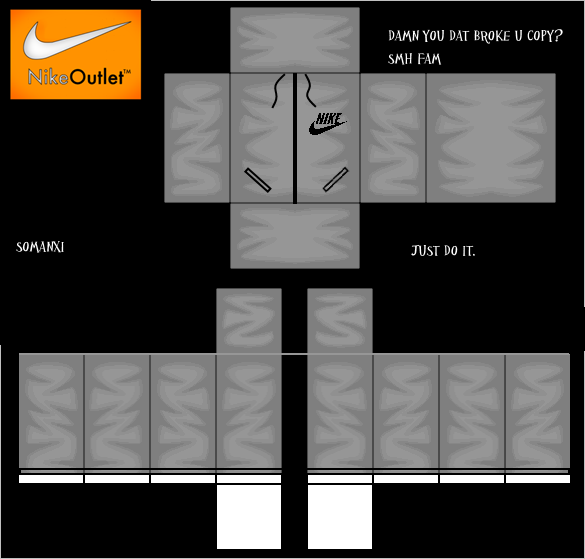 NikeOutlet™
DAMN YOU DAT BROKE U COPY?
SMH FAM
NIKE
SOMANXI
JUST DO IT.